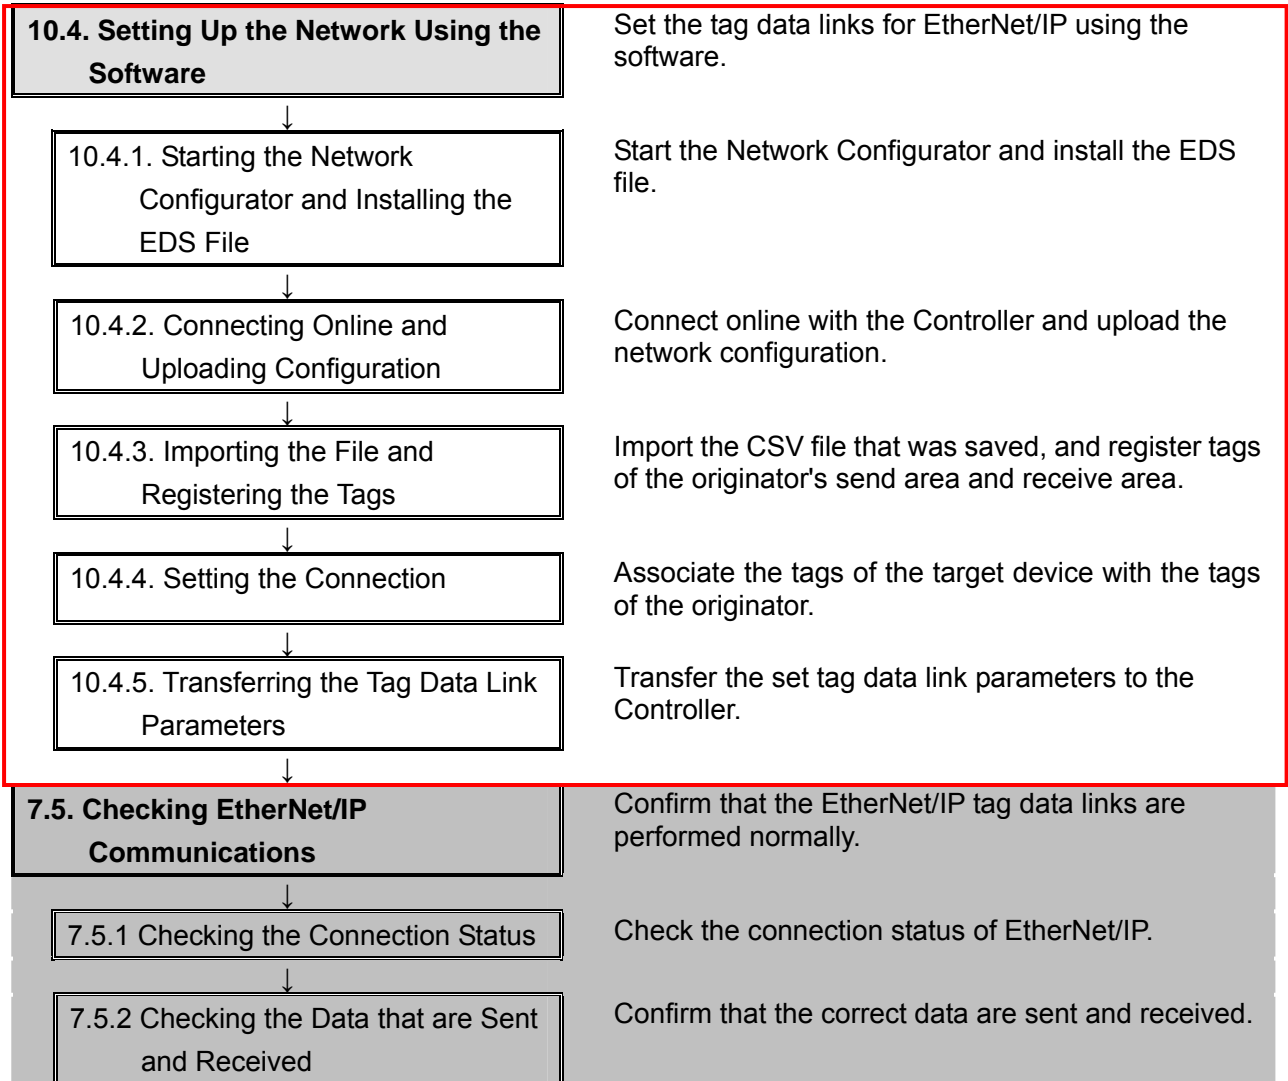 10.4. Setting Up the Network Using the
Software
Set the tag data links for EtherNet/IP using the
software.
↓
10.4.1. Starting the Network
Configurator and Installing the
EDS File
Start the Network Configurator and install the EDS
file.
↓
10.4.2. Connecting Online and
Uploading Configuration
Connect online with the Controller and upload the
network configuration.
↓
10.4.3. Importing the File and
Registering the Tags
Import the CSV file that was saved, and register tags
of the originator's send area and receive area.
↓
10.4.4. Setting the Connection
Associate the tags of the target device with the tags
of the originator.
↓
10.4.5. Transferring the Tag Data Link
Parameters
Transfer the set tag data link parameters to the
Controller.
↓
7.5. Checking EtherNet/IP
Communications
Confirm that the EtherNet/IP tag data links are
performed normally.
↓
7.5.1 Checking the Connection Status
Check the connection status of EtherNet/IP.
↓
7.5.2 Checking the Data that are Sent
and Received
Confirm that the correct data are sent and received.